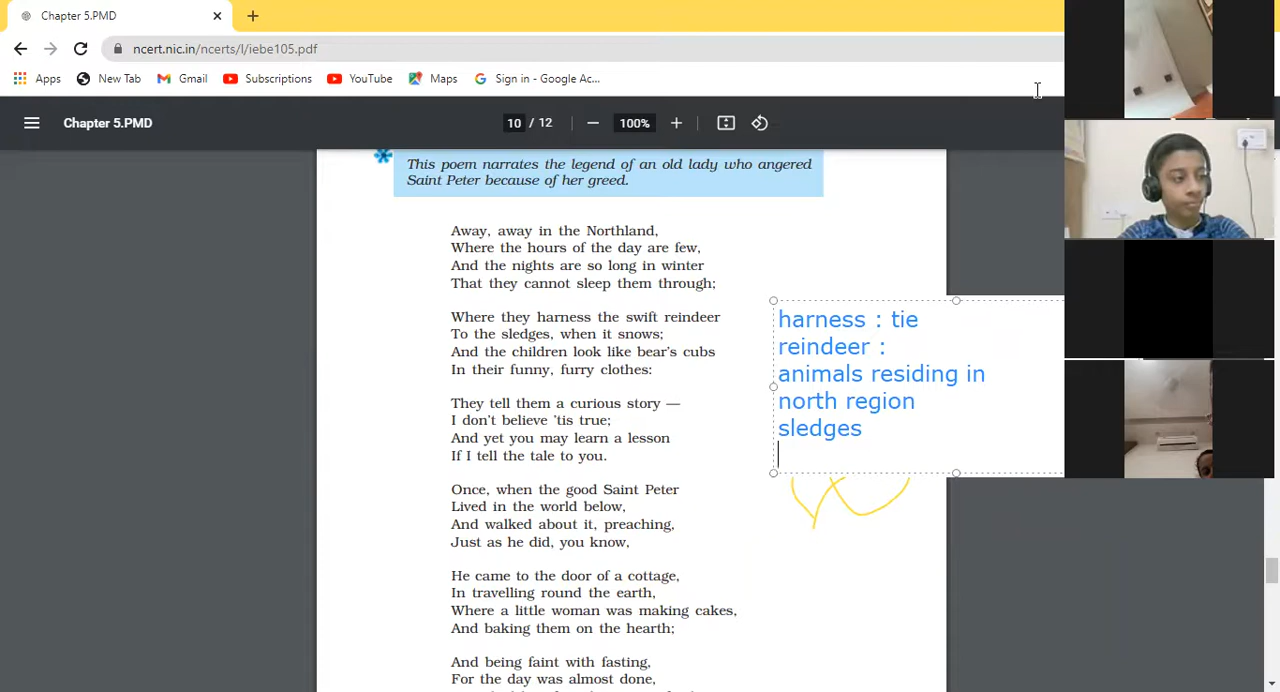 Chapter 5.PMD
ncert.nic.in/ncerts/l/iebe105.pdf
Apps New Tab Gmail Subscriptions YouTube Maps Sign in - Google Ac...
Chapter 5.PMD 10 / 12 100%
This poem narrates the legend of an old lady who angered
Saint Peter because of her greed.
Away, away in the Northland,
Where the hours of the day are few,
And the nights are so long in winter
That they cannot sleep them through;
Where they harness the swift reindeer
To the sledges, when it snows;
And the children look like bear's cubs
In their funny, furry clothes:
They tell them a curious story —
I don't believe 'tis true;
And yet you may learn a lesson
If I tell the tale to you.
Once, when the good Saint Peter
Lived in the world below,
And walked about it, preaching,
Just as he did, you know,
He came to the door of a cottage,
In travelling round the earth,
Where a little woman was making cakes,
And baking them on the hearth;
And being faint with fasting,
For the day was almost done,
harness : tie
reindeer :
animals residing in
north region
sledges